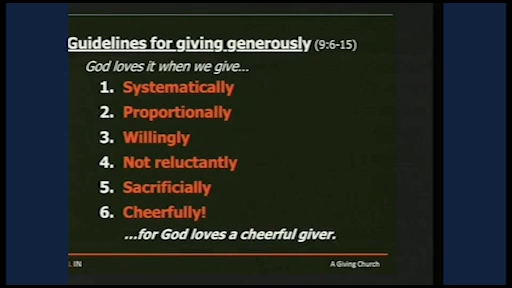 Guidelines for giving generously (9:6-15)
God loves it when we give...
1. Systematically
2. Proportionally
3. Willingly
4. Not reluctantly
5. Sacrificially
6. Cheerfully!
...for God loves a cheerful giver.
IN
A Giving Church